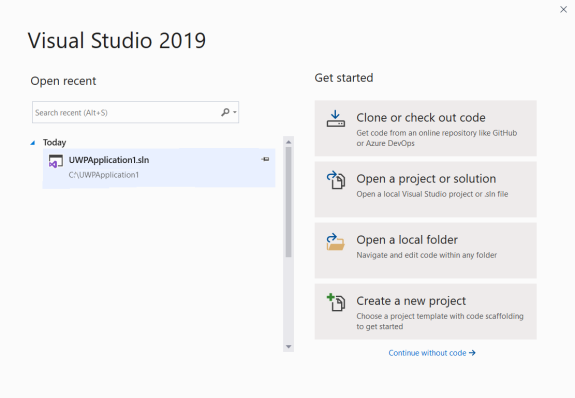 Visual Studio 2019
Open recent
Search recent (Alt+S)
Today
UWPApplication1.sln
C:\UWPApplication1
Get started
Clone or check out code
Get code from an online repository like GitHub
or Azure DevOps
Open a project or solution
Open a local Visual Studio project or .sln file
Open a local folder
Navigate and edit code within any folder
Create a new project
Choose a project template with code scaffolding
to get started
Continue without code →